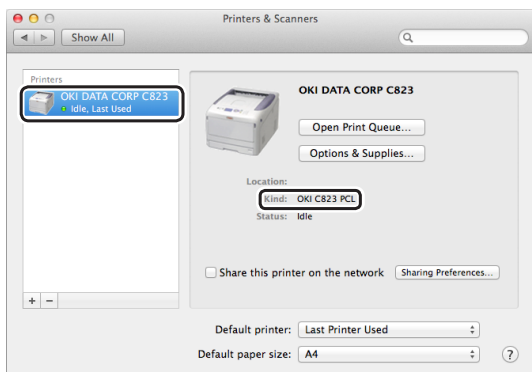 Printers & Scanners
Show All
Printers
OKI DATA CORP C823
Idle, Last Used
OKI DATA CORP C823
Open Print Queue...
Options & Supplies...
Location:
Kind: OKI C823 PCL
Status: Idle
Share this printer on the network Sharing Preferences...
+ −
Default printer: Last Printer Used
Default paper size: A4 ?